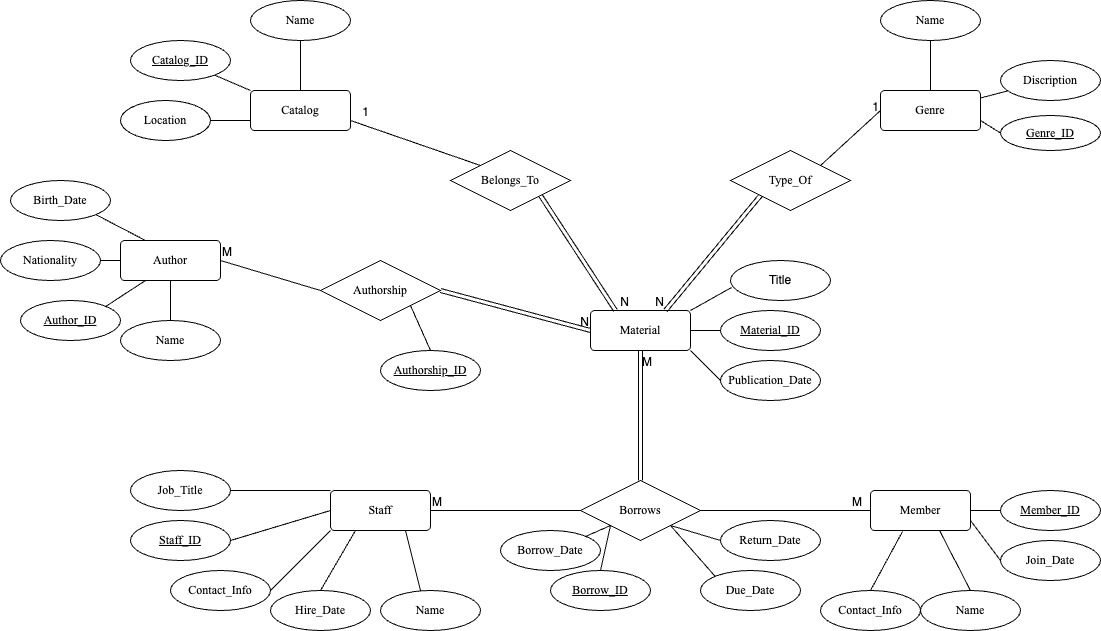 Name
Name
Catalog_ID
Discription
Catalog
1
1
Genre
Location
Genre_ID
Belongs_To
Type_Of
Birth_Date
M
Nationality
Author
Title
Authorship
N
N
Author_ID
N
Material
Material_ID
Name
M
Authorship_ID
Publication_Date
Job_Title
M
M
Staff
Borrows
Member
Member_ID
Staff_ID
Borrow_Date
Return_Date
Join_Date
Contact_Info
Borrow_ID
Due_Date
Hire_Date
Name
Contact_Info
Name